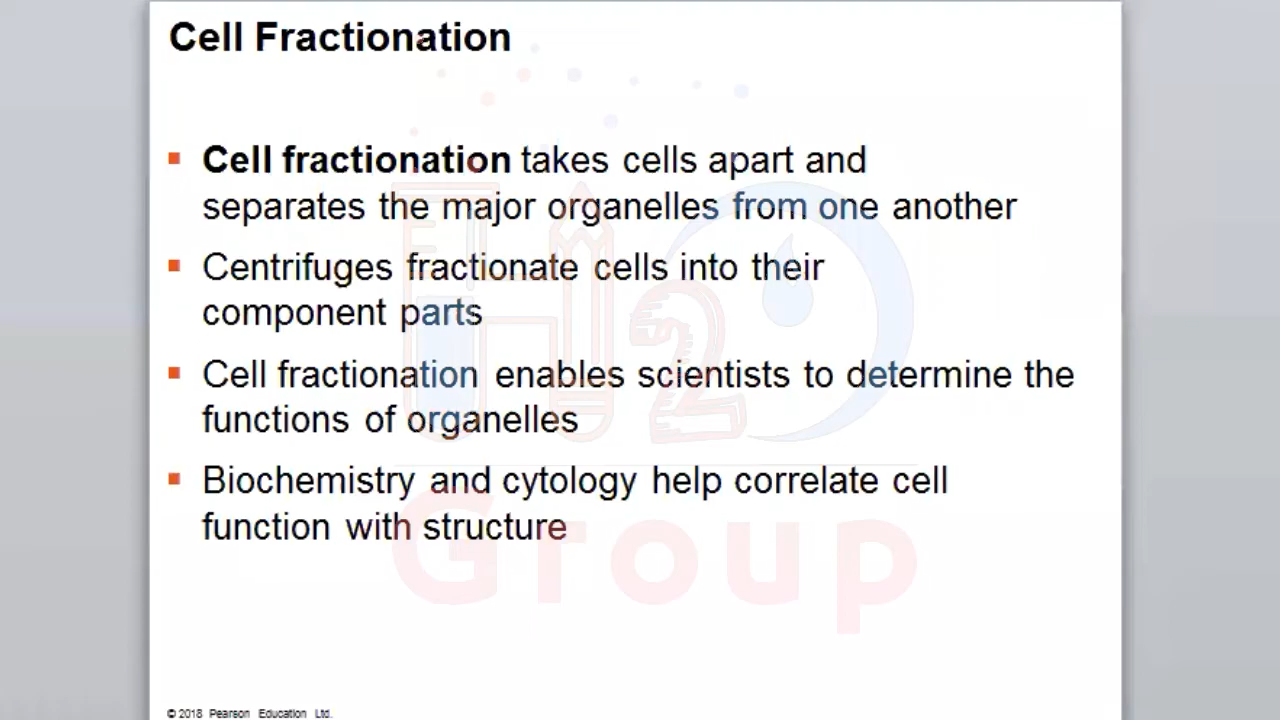 Cell Fractionation
▪ Cell fractionation takes cells apart and
separates the major organelles from one another
▪ Centrifuges fractionate cells into their
component parts
▪ Cell fractionation enables scientists to determine the
functions of organelles
▪ Biochemistry and cytology help correlate cell
function with structure
H2O
Group
© 2018 Pearson Education Ltd.